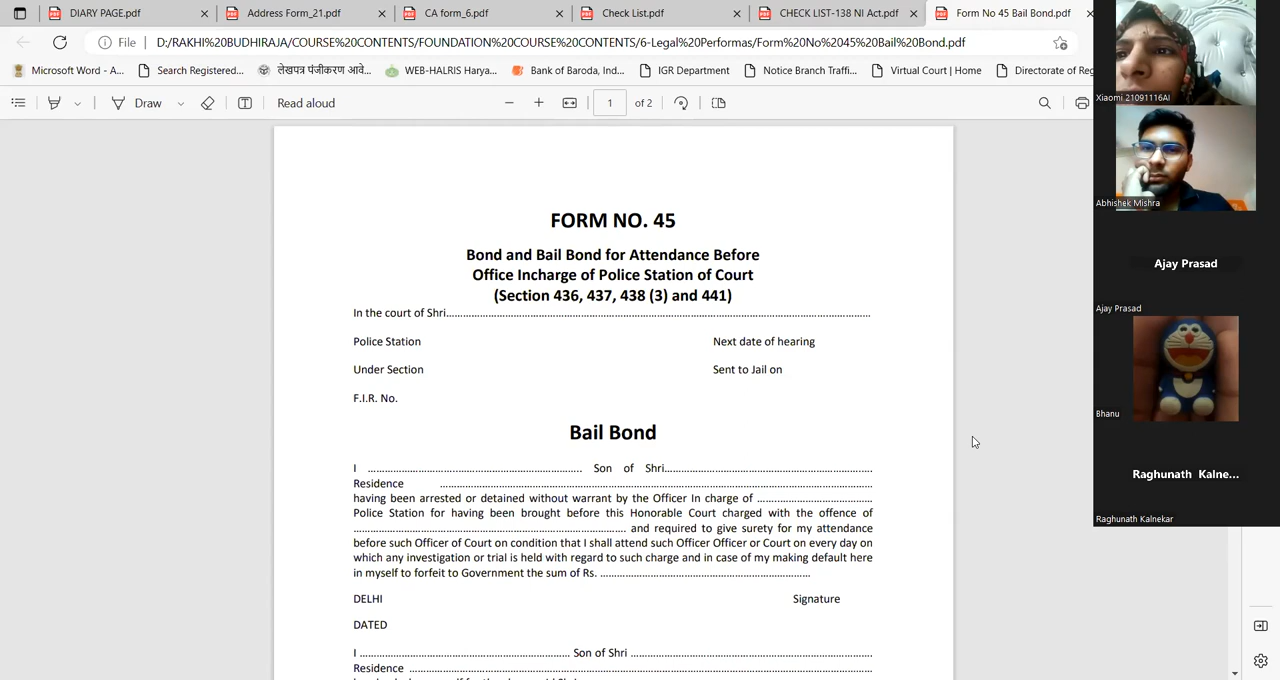 DIARY PAGE.pdf
Address Form_21.pdf
CA form_6.pdf
Check List.pdf
CHECK LIST-138 NI Act.pdf
Form No 45 Bail Bond.pdf
File
D:/RAKHI%20BUDHIRAJA/COURSE%20CONTENTS/FOUNDATION%20COURSE%20CONTENTS/6-Legal%20Performas/Form%20No%2045%20Bail%20Bond.pdf
Microsoft Word - A...
Search Registered...
लेखपत्र पंजीकरण आवे...
WEB-HALRIS Harya...
Bank of Baroda, Ind...
IGR Department
Notice Branch Traffi...
Virtual Court | Home
Directorate of Reg
Draw
Read aloud
1 of 2
FORM NO. 45
Bond and Bail Bond for Attendance Before
Office Incharge of Police Station of Court
(Section 436, 437, 438 (3) and 441)
In the court of Shri................................................................
Police Station Next date of hearing
Under Section Sent to Jail on
F.I.R. No.
Bail Bond
I ................................ Son of Shri................................
Residence ................................................................
having been arrested or detained without warrant by the Officer In charge of ................
Police Station for having been brought before this Honorable Court charged with the offence of
................................ and required to give surety for my attendance
before such Officer of Court on condition that I shall attend such Officer Officer or Court on every day on
which any investigation or trial is held with regard to such charge and in case of my making default here
in myself to forfeit to Government the sum of Rs. ................................
DELHI Signature
DATED
I ................................ Son of Shri ................................
Residence ................................................................
Xiaomi 21091116AI
Abhishek Mishra
Ajay Prasad
Ajay Prasad
Bhanu
Raghunath Kalne...
Raghunath Kalnekar